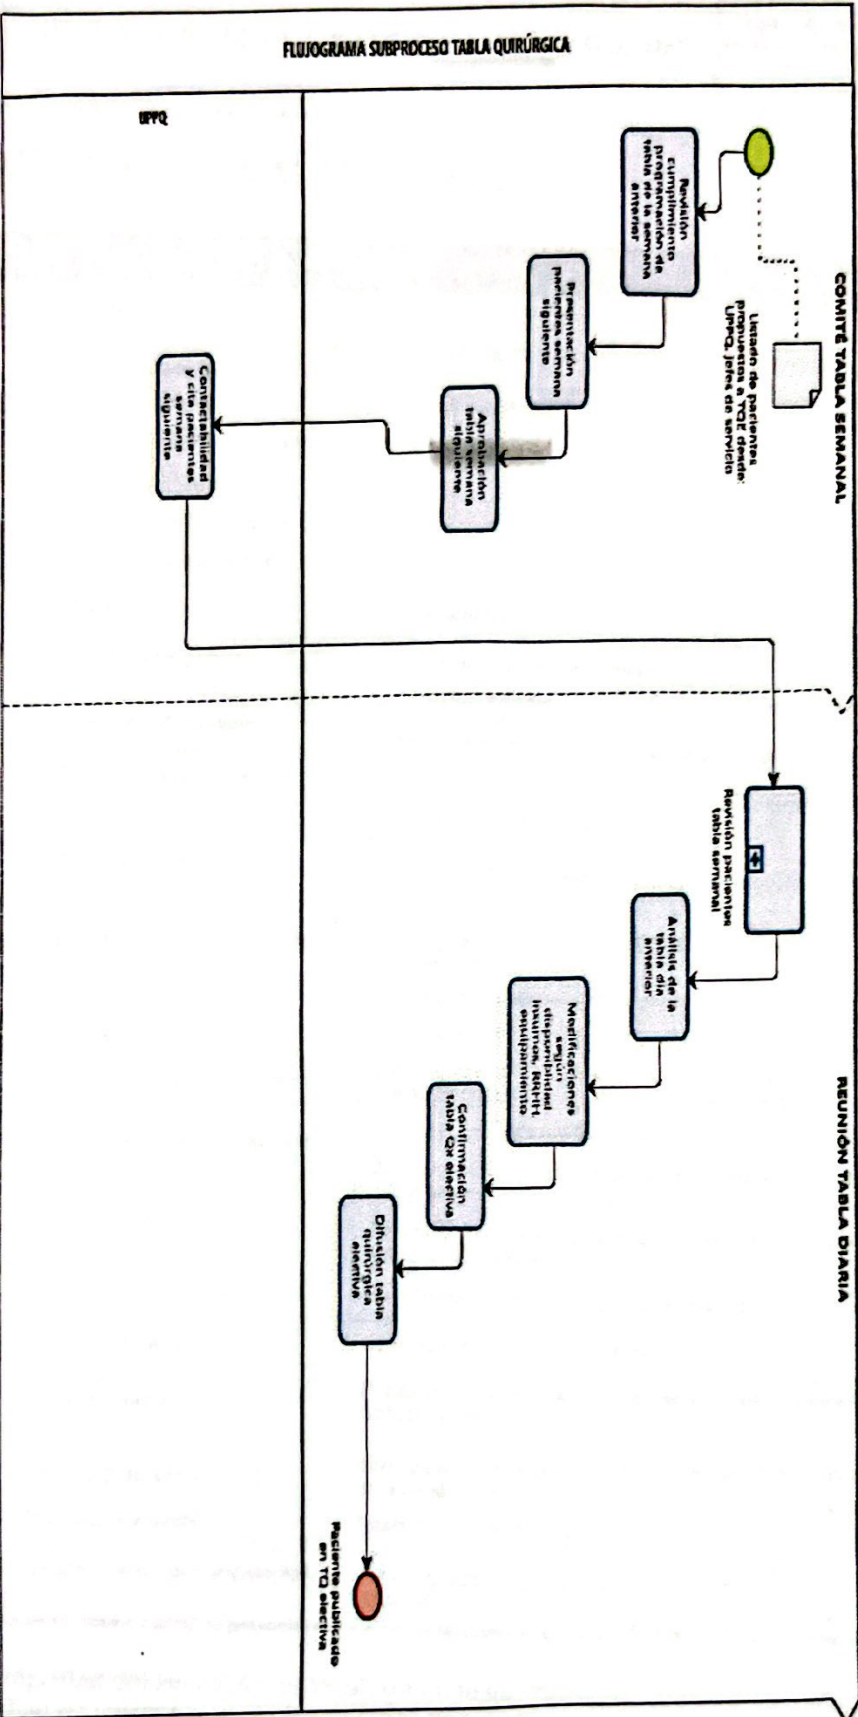 FLUJOGRAMA SUBPROCESO TABLA QUIRÚRGICA
COMITÉ TABLA SEMANAL
Listado de pacientes
propuestos a TQE desde:
UPPQ, jefes de servicio
Revisión
cumplimiento
programación de
tabla de la semana
anterior
Presentación
pacientes semana
siguiente
Aprobación
tabla semana
siguiente
UPPQ
Contactabilidad
y cita pacientes
semana
siguiente
REUNIÓN TABLA DIARIA
Revisión pacientes
tabla semanal
Análisis de la
tabla día
anterior
Modificaciones
según
disponibilidad
insumos, RRHH,
equipamiento
Confirmación
tabla Qx electiva
Difusión tabla
quirúrgica
electiva
Paciente publicado
en TQ electiva